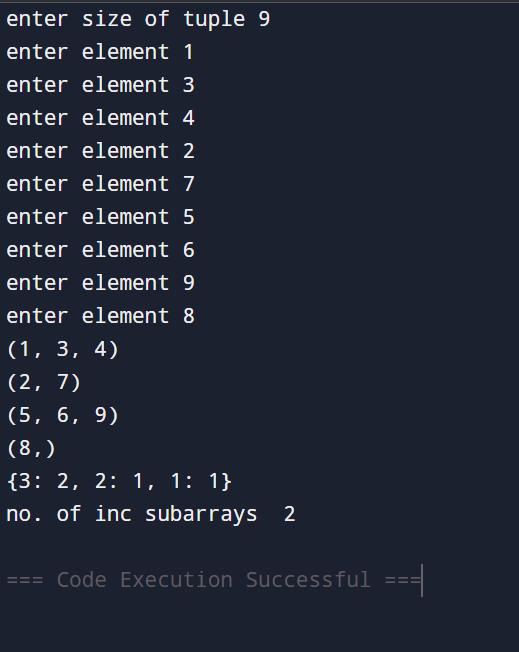 enter size of tuple 9
enter element 1
enter element 3
enter element 4
enter element 2
enter element 7
enter element 5
enter element 6
enter element 9
enter element 8
(1, 3, 4)
(2, 7)
(5, 6, 9)
(8,)
{3: 2, 2: 1, 1: 1}
no. of inc subarrays  2
=== Code Execution Successful ===